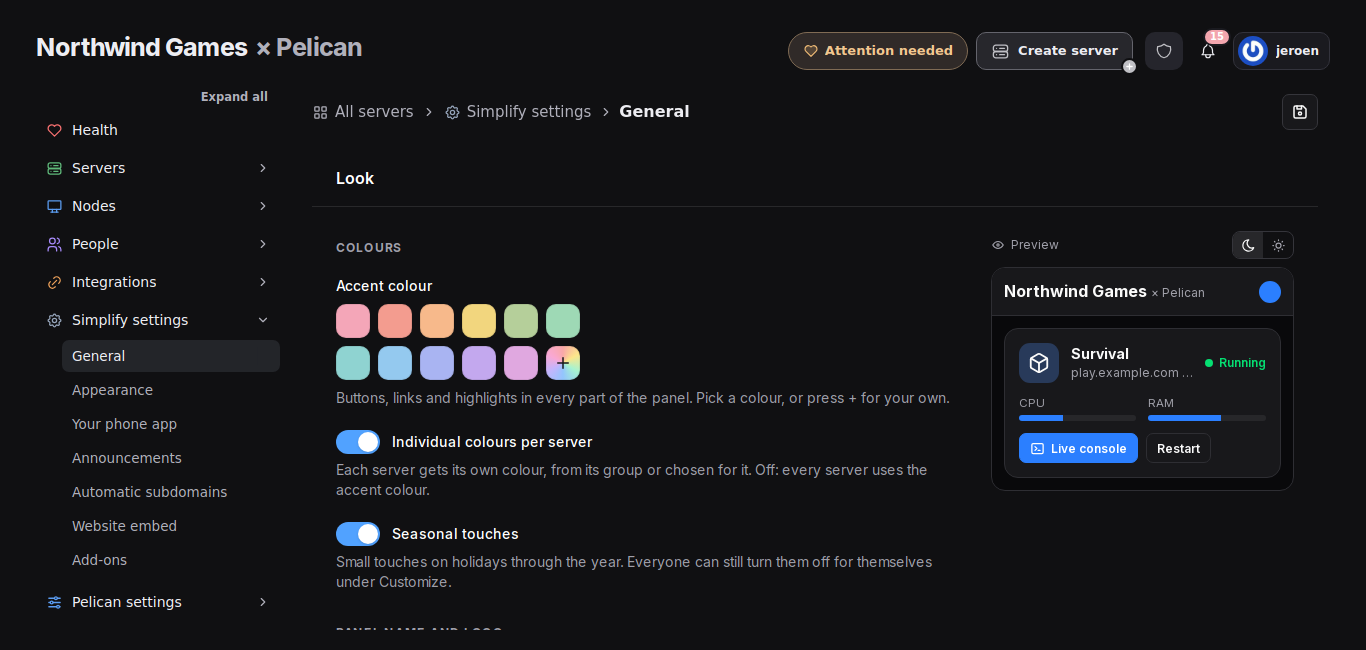 Northwind Games × Pelican
Attention needed
Create server
15
jeroen
Expand all
Health
Servers
Nodes
People
Integrations
Simplify settings
General
Appearance
Your phone app
Announcements
Automatic subdomains
Website embed
Add-ons
Pelican settings
All servers > Simplify settings > General
Look
COLOURS
Accent colour
Buttons, links and highlights in every part of the panel. Pick a colour, or press + for your own.
Individual colours per server
Each server gets its own colour, from its group or chosen for it. Off: every server uses the
accent colour.
Seasonal touches
Small touches on holidays through the year. Everyone can still turn them off for themselves
under Customize.
PANEL NAME AND LOGO
Preview
Northwind Games × Pelican
Survival
play.example.com ...
Running
CPU
RAM
Live console
Restart